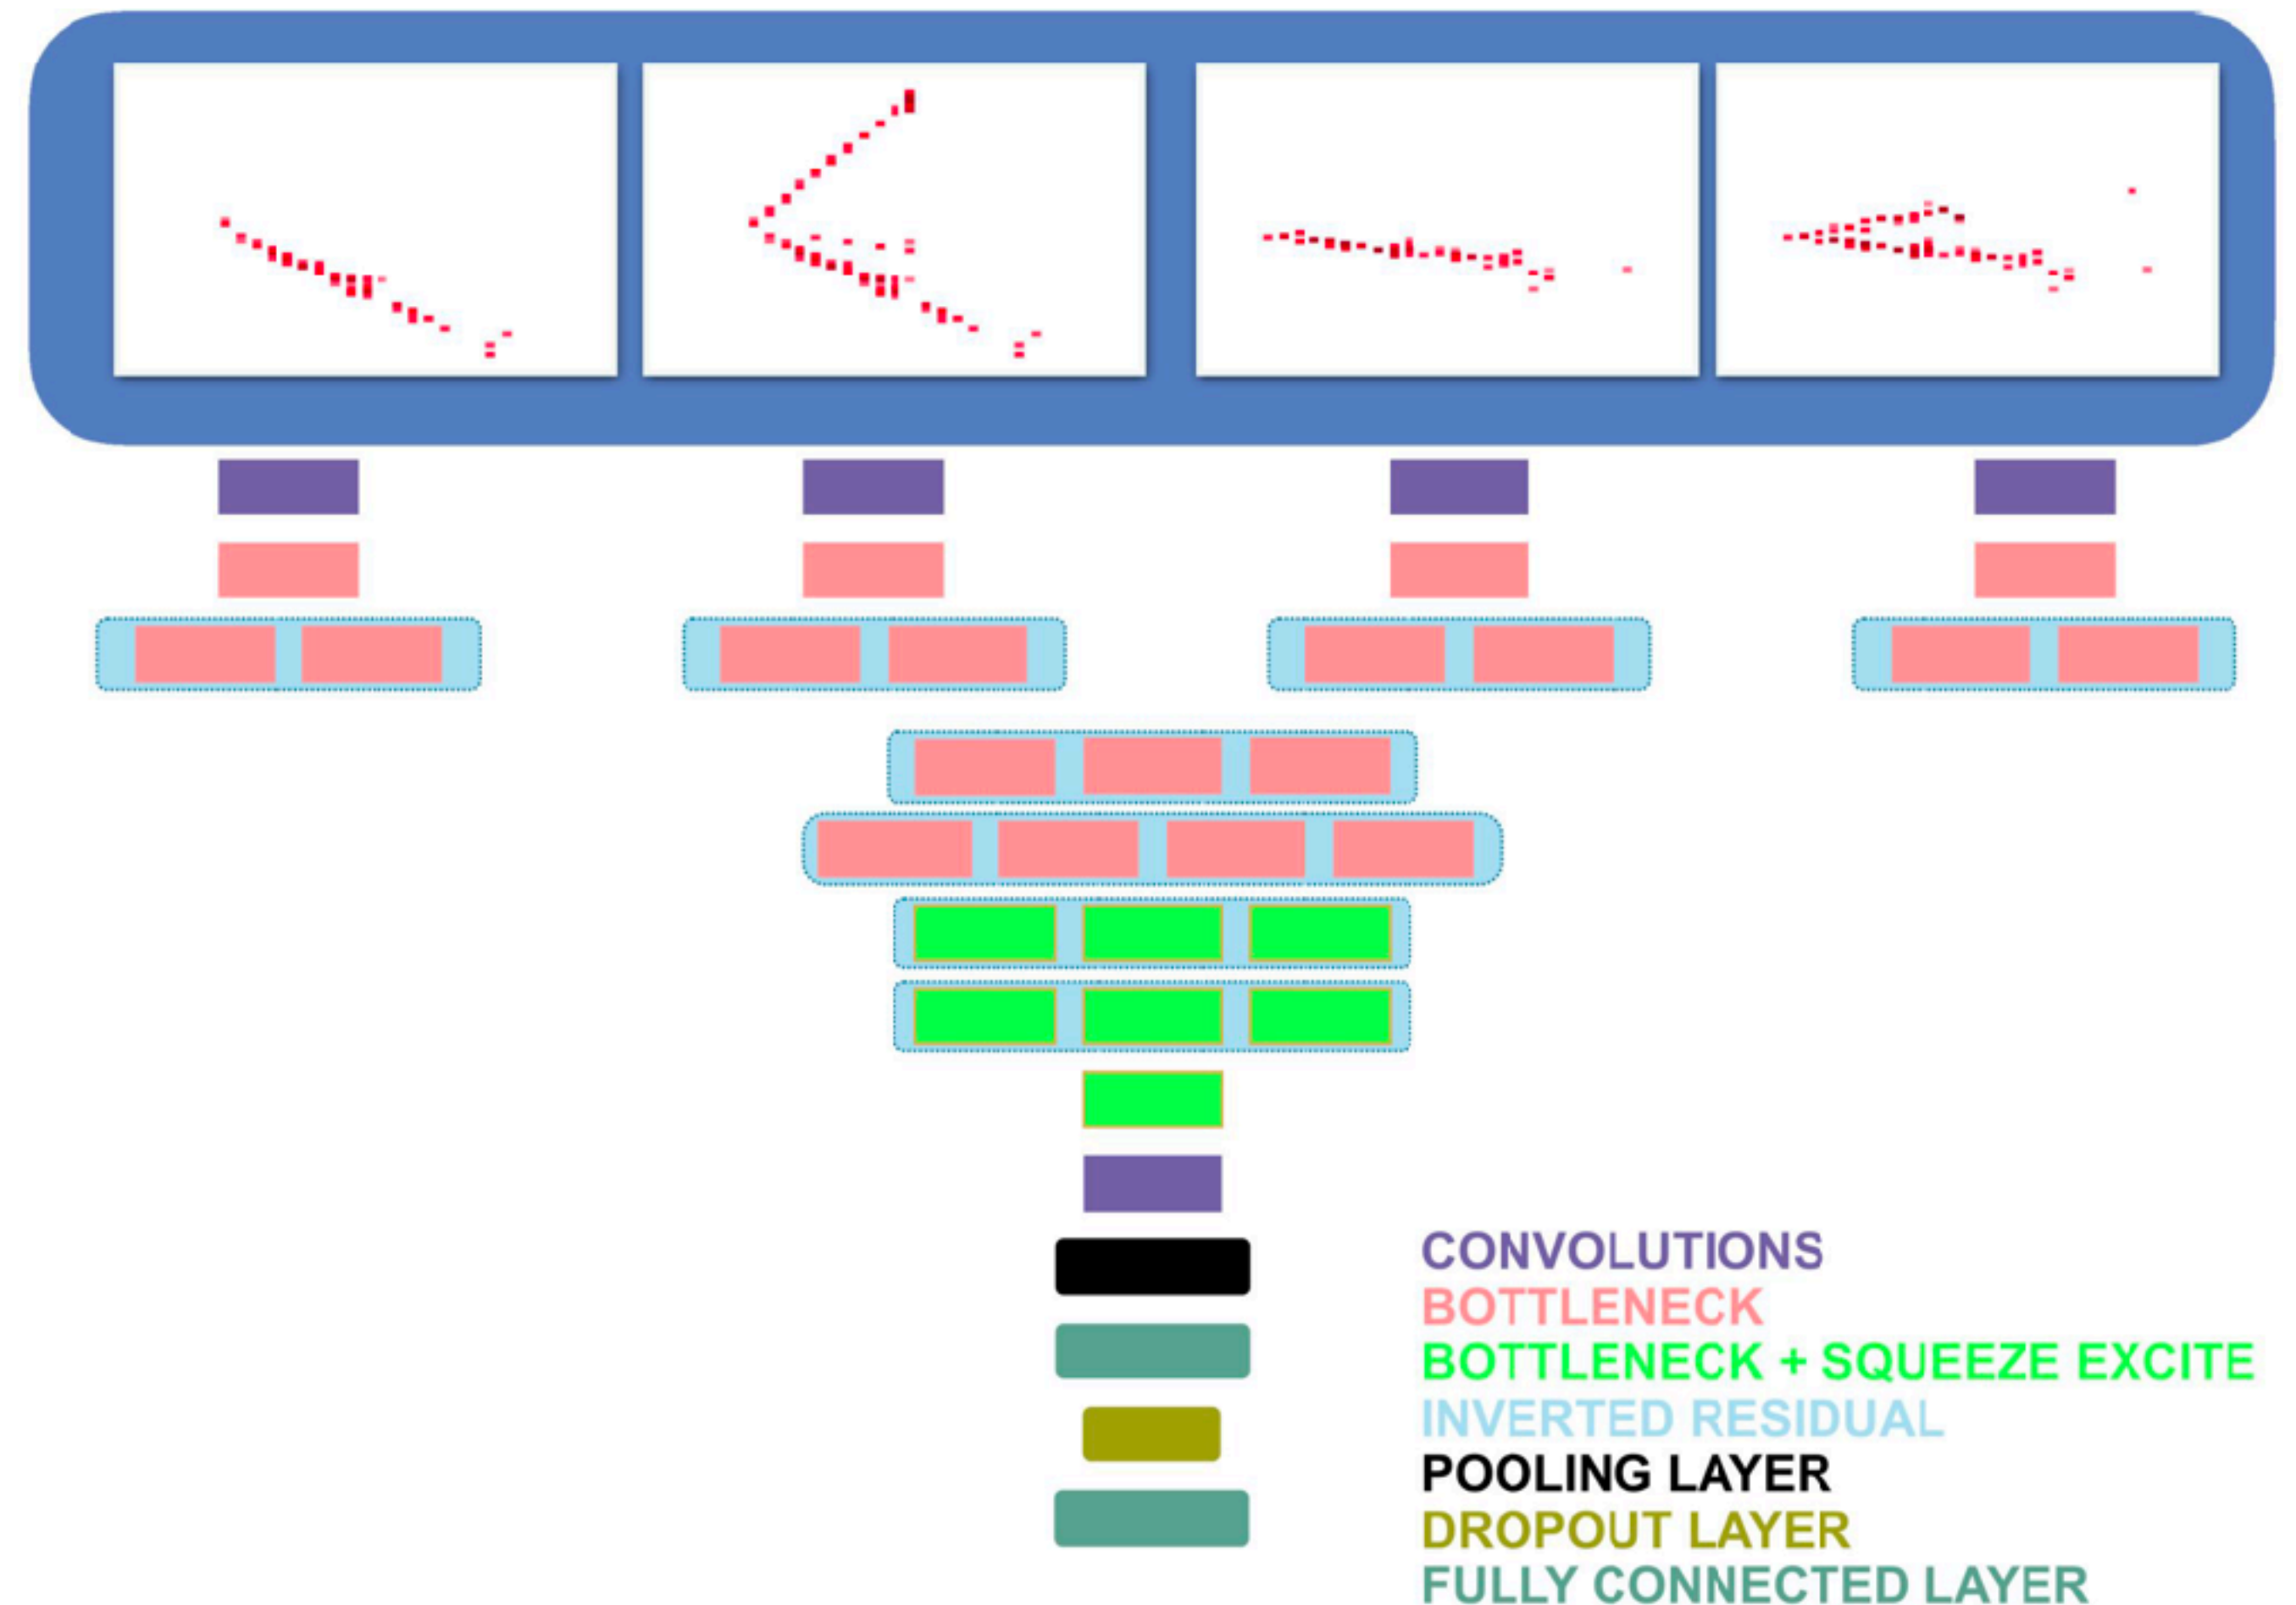 CONVOLUTIONS
BOTTLENECK
BOTTLENECK + SQUEEZE EXCITE
INVERTED RESIDUAL
POOLING LAYER
DROPOUT LAYER
FULLY CONNECTED LAYER